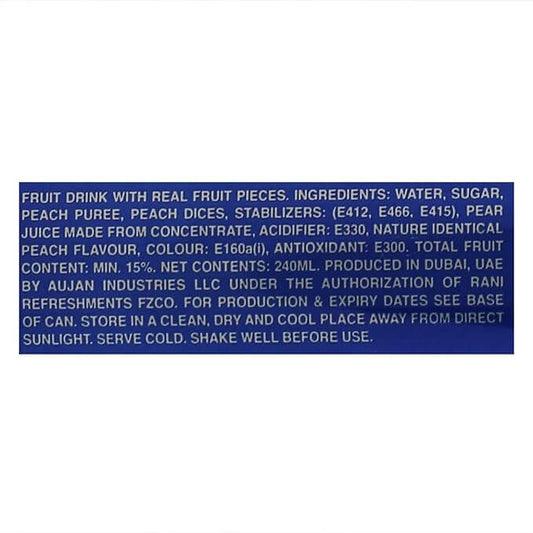 FRUIT DRINK WITH REAL FRUIT PIECES. INGREDIENTS: WATER, SUGAR,
PEACH PUREE, PEACH DICES, STABILIZERS: (E412, E466, E415), PEAR
JUICE MADE FROM CONCENTRATE, ACIDIFIER: E330, NATURE IDENTICAL
PEACH FLAVOUR, COLOUR: E160a(i), ANTIOXIDANT: E300. TOTAL FRUIT
CONTENT: MIN. 15%. NET CONTENTS: 240ML. PRODUCED IN DUBAI, UAE
BY AUJAN INDUSTRIES LLC UNDER THE AUTHORIZATION OF RANI
REFRESHMENTS FZCO. FOR PRODUCTION & EXPIRY DATES SEE BASE
OF CAN. STORE IN A CLEAN, DRY AND COOL PLACE AWAY FROM DIRECT
SUNLIGHT. SERVE COLD. SHAKE WELL BEFORE USE.